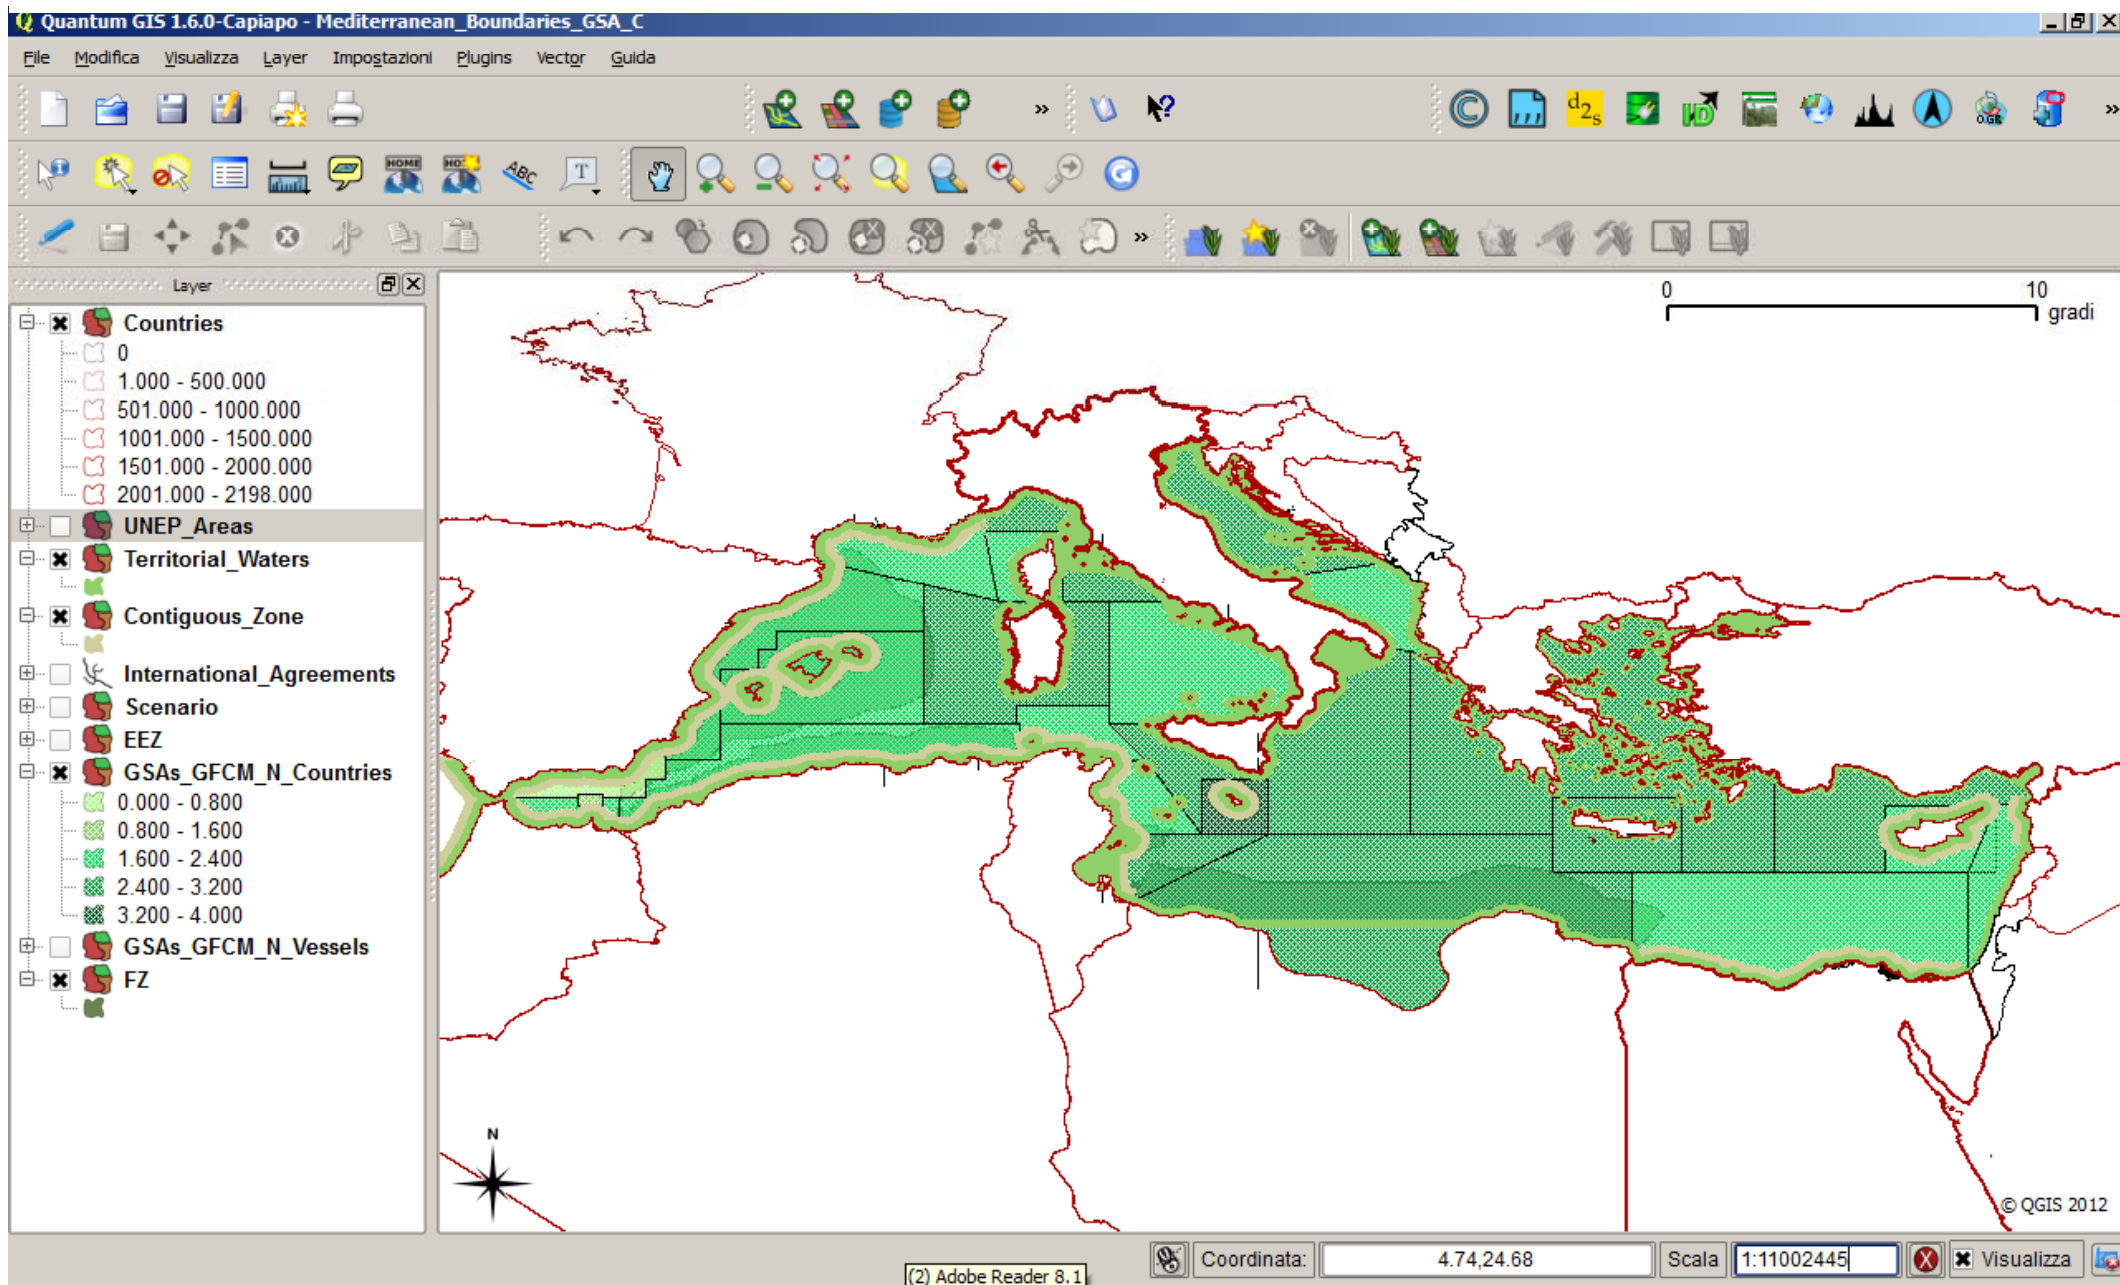 Quantum GIS 1.6.0-Capiapo - Mediterranean_Boundaries_GSA_C
File Modifica Visualizza Layer Impostazioni Plugins Vector Guida
»
»
HOME
ABC
T
»
Layer
Countries
0
1.000 - 500.000
501.000 - 1000.000
1001.000 - 1500.000
1501.000 - 2000.000
2001.000 - 2198.000
UNEP_Areas
Territorial_Waters
Contiguous_Zone
International_Agreements
Scenario
EEZ
GSAs_GFCM_N_Countries
0.000 - 0.800
0.800 - 1.600
1.600 - 2.400
2.400 - 3.200
3.200 - 4.000
GSAs_GFCM_N_Vessels
FZ
0 10
gradi
N
© QGIS 2012
Coordinata: 4.74,24.68 Scala 1:11002445 Visualizza
(2) Adobe Reader 8.1